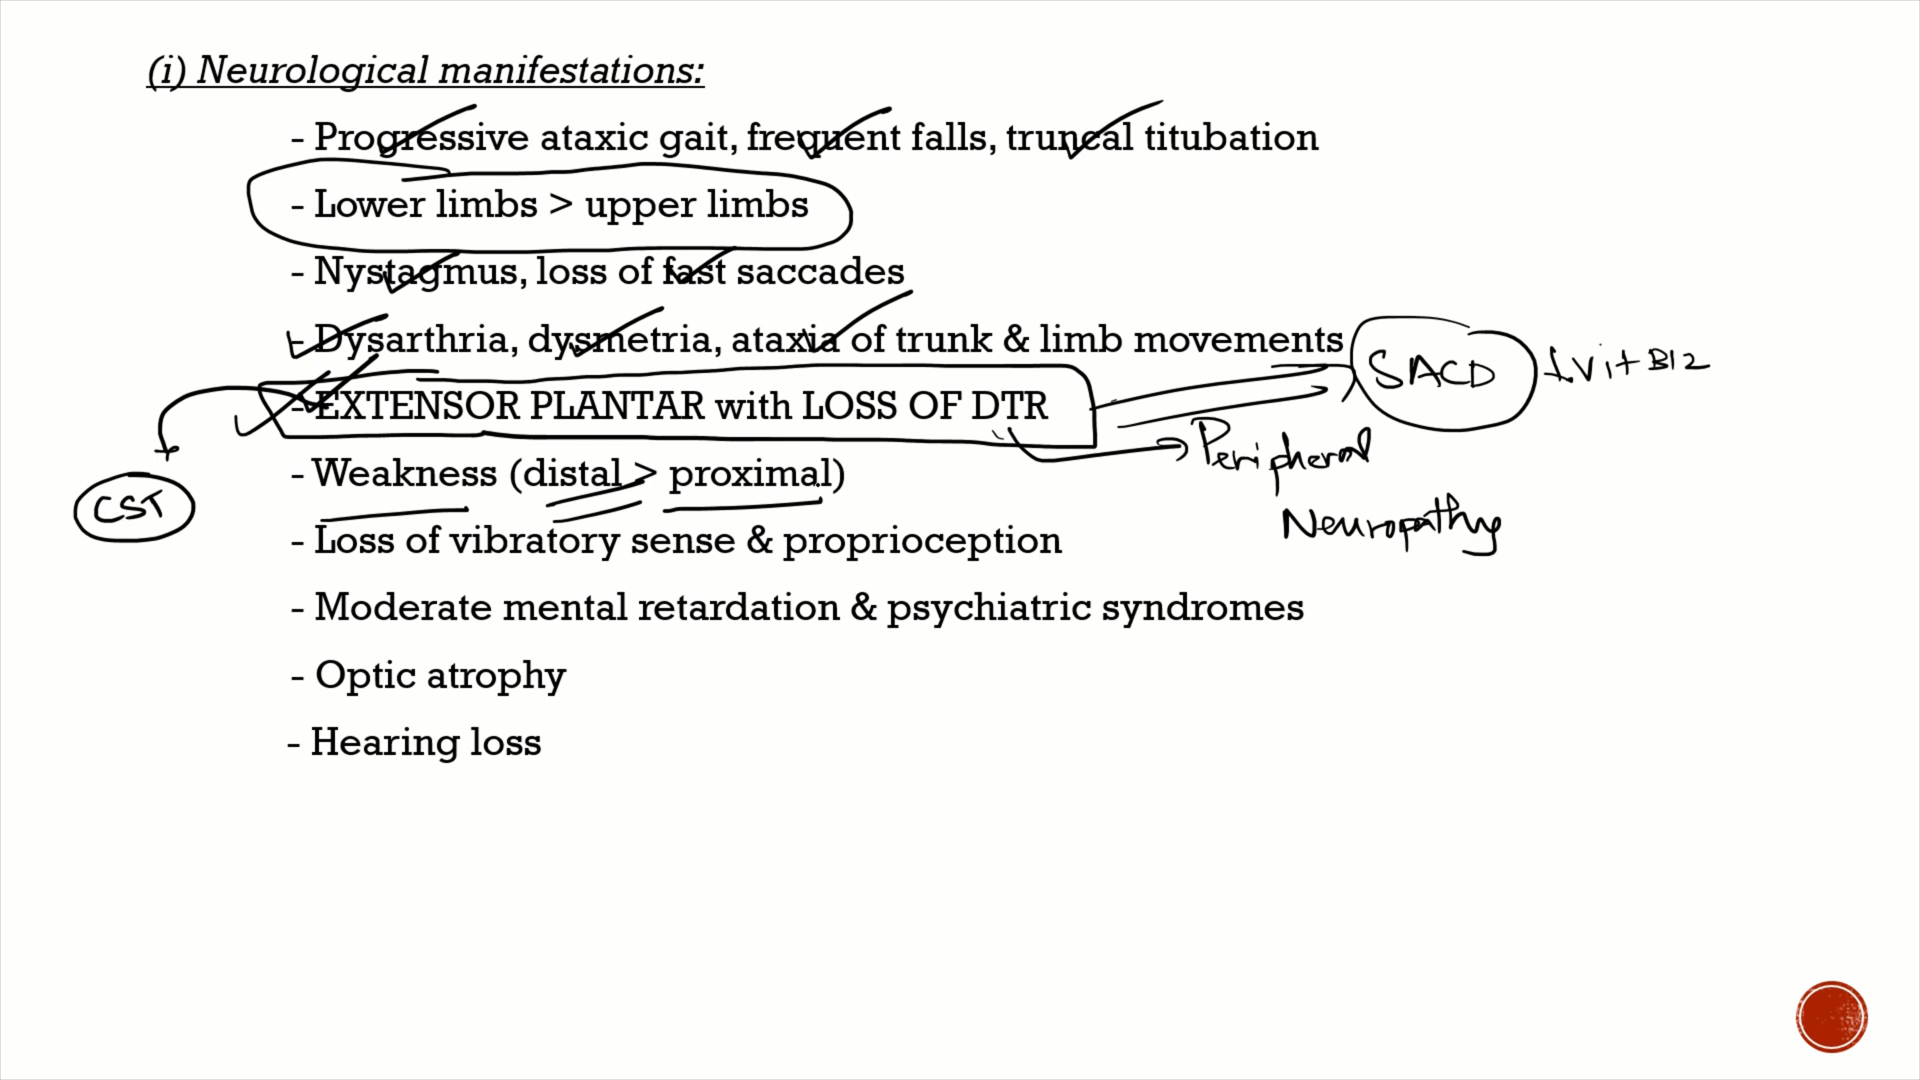 (i) Neurological manifestations:
- Progressive ataxic gait, frequent falls, truncal titubation
- Lower limbs > upper limbs
- Nystagmus, loss of fast saccades
- Dysarthria, dysmetria, ataxia of trunk & limb movements
SACD
Vit B12
- EXTENSOR PLANTAR with LOSS OF DTR
Peripheral
- Weakness (distal > proximal)
CST
Neuropathy
- Loss of vibratory sense & proprioception
- Moderate mental retardation & psychiatric syndromes
- Optic atrophy
- Hearing loss